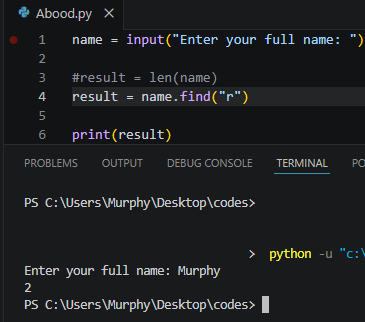 Abood.py
1 name = input("Enter your full name: ")
2
3 #result = len(name)
4 result = name.find("r")
5
6 print(result)
PROBLEMS OUTPUT DEBUG CONSOLE TERMINAL PO
PS C:\Users\Murphy\Desktop\codes>
> python -u "c:\
Enter your full name: Murphy
2
PS C:\Users\Murphy\Desktop\codes>